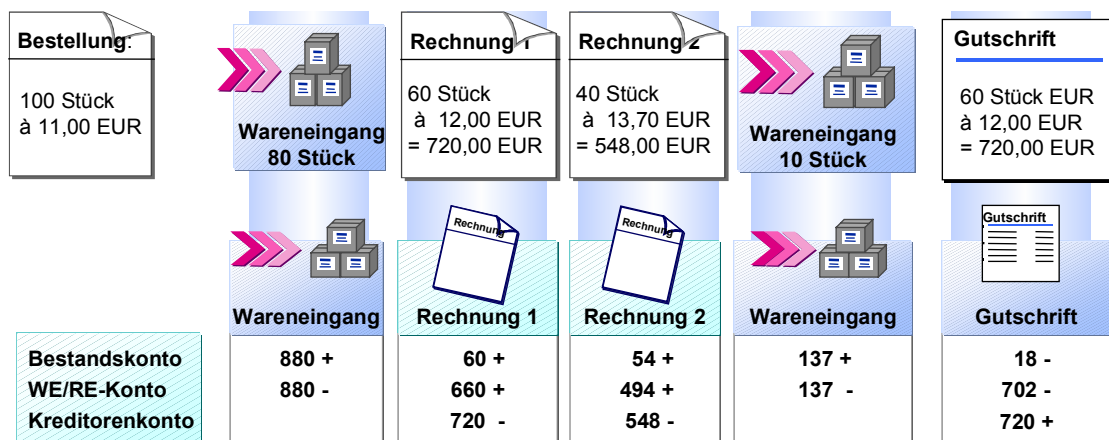 Bestellung:
100 Stück
à 11,00 EUR
Wareneingang
80 Stück
Rechnung 1
60 Stück
à 12,00 EUR
= 720,00 EUR
Rechnung 2
40 Stück
à 13,70 EUR
= 548,00 EUR
Wareneingang
10 Stück
Gutschrift
60 Stück EUR
à 12,00 EUR
= 720,00 EUR
Rechnung
Rechnung
Gutschrift
Wareneingang Rechnung 1 Rechnung 2 Wareneingang Gutschrift
Bestandskonto 880 + 60 + 54 + 137 + 18 -
WE/RE-Konto 880 - 660 + 494 + 137 - 702 -
Kreditorenkonto 720 - 548 - 720 +